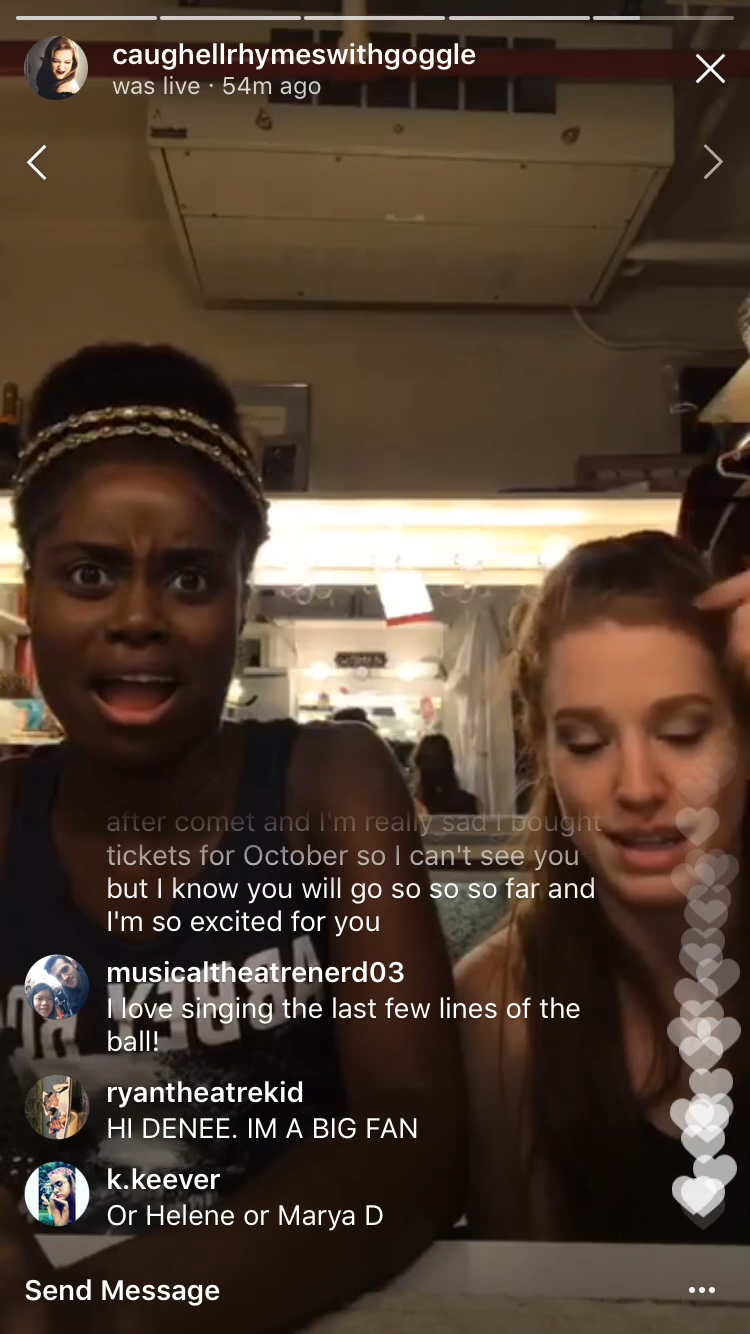 caughellrhymeswithgoggle
was live · 54m ago
after comet and I'm really sad I bought
tickets for October so I can't see you
but I know you will go so so so far and
I'm so excited for you
musicaltheatrenerd03
I love singing the last few lines of the
ball!
ryantheatrekid
HI DENEE. IM A BIG FAN
k.keever
Or Helene or Marya D
Send Message